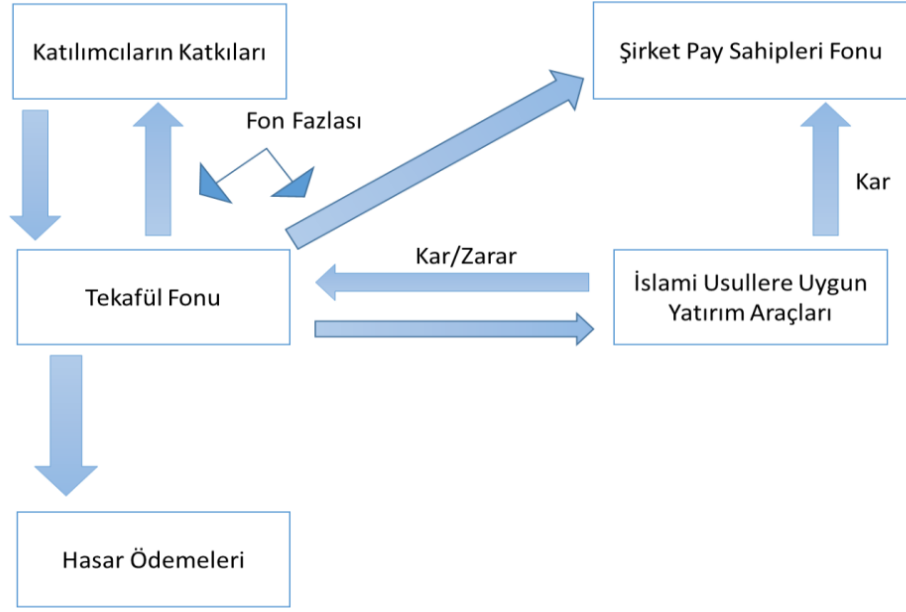 Katılımcıların Katkıları
Şirket Pay Sahipleri Fonu
Fon Fazlası
Kar
Kar/Zarar
Tekafül Fonu
İslami Usullere Uygun
Yatırım Araçları
Hasar Ödemeleri